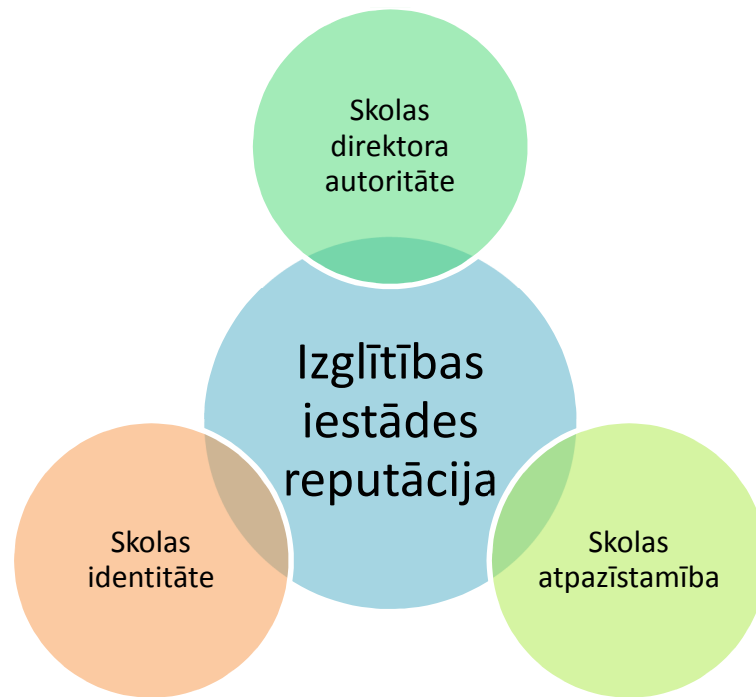 Skolas
direktora
autoritāte
Izglītības
iestādes
reputācija
Skolas
identitāte
Skolas
atpazīstamība